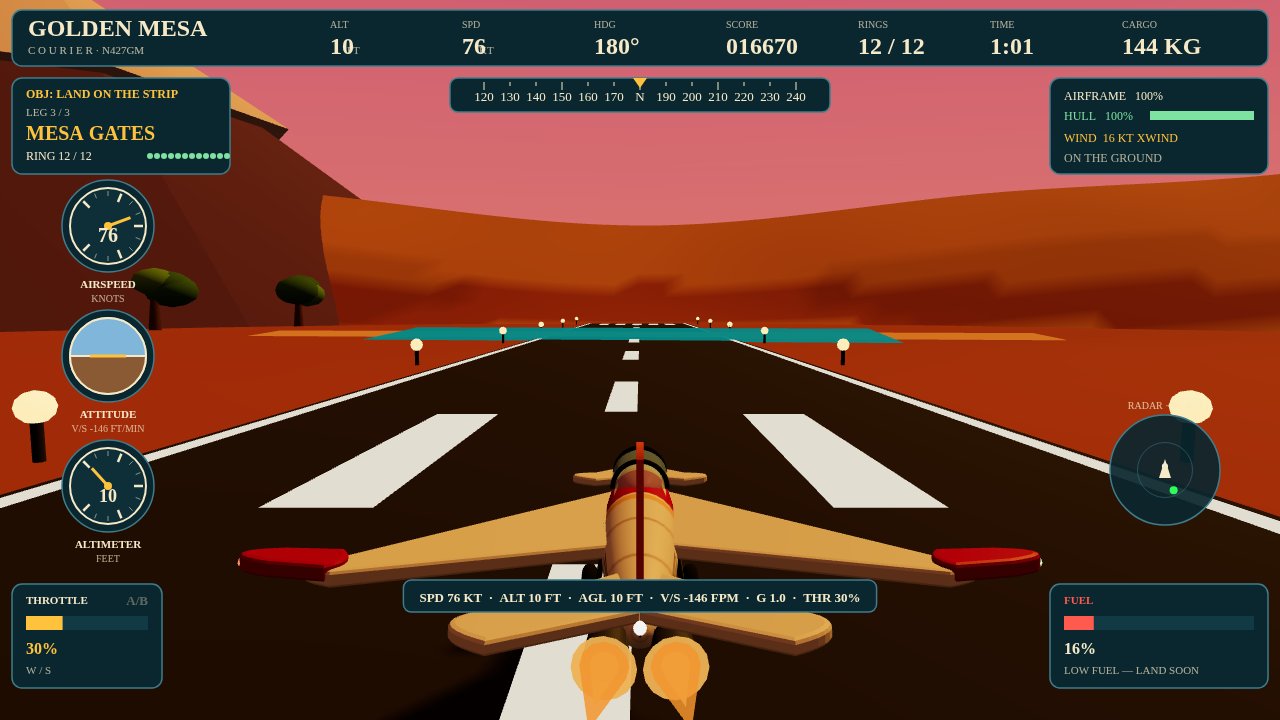 GOLDEN MESA
COURIER · N427GM
ALT
10 FT
SPD
76 KT
HDG
180°
SCORE
016670
RINGS
12 / 12
TIME
1:01
CARGO
144 KG
OBJ: LAND ON THE STRIP
LEG 3 / 3
MESA GATES
RING 12 / 12
120 130 140 150 160 170 N 190 200 210 220 230 240
AIRFRAME 100%
HULL 100%
WIND 16 KT XWIND
ON THE GROUND
76
AIRSPEED
KNOTS
ATTITUDE
V/S -146 FT/MIN
10
ALTIMETER
FEET
RADAR
THROTTLE A/B
30%
W / S
SPD 76 KT · ALT 10 FT · AGL 10 FT · V/S -146 FPM · G 1.0 · THR 30%
FUEL
16%
LOW FUEL — LAND SOON